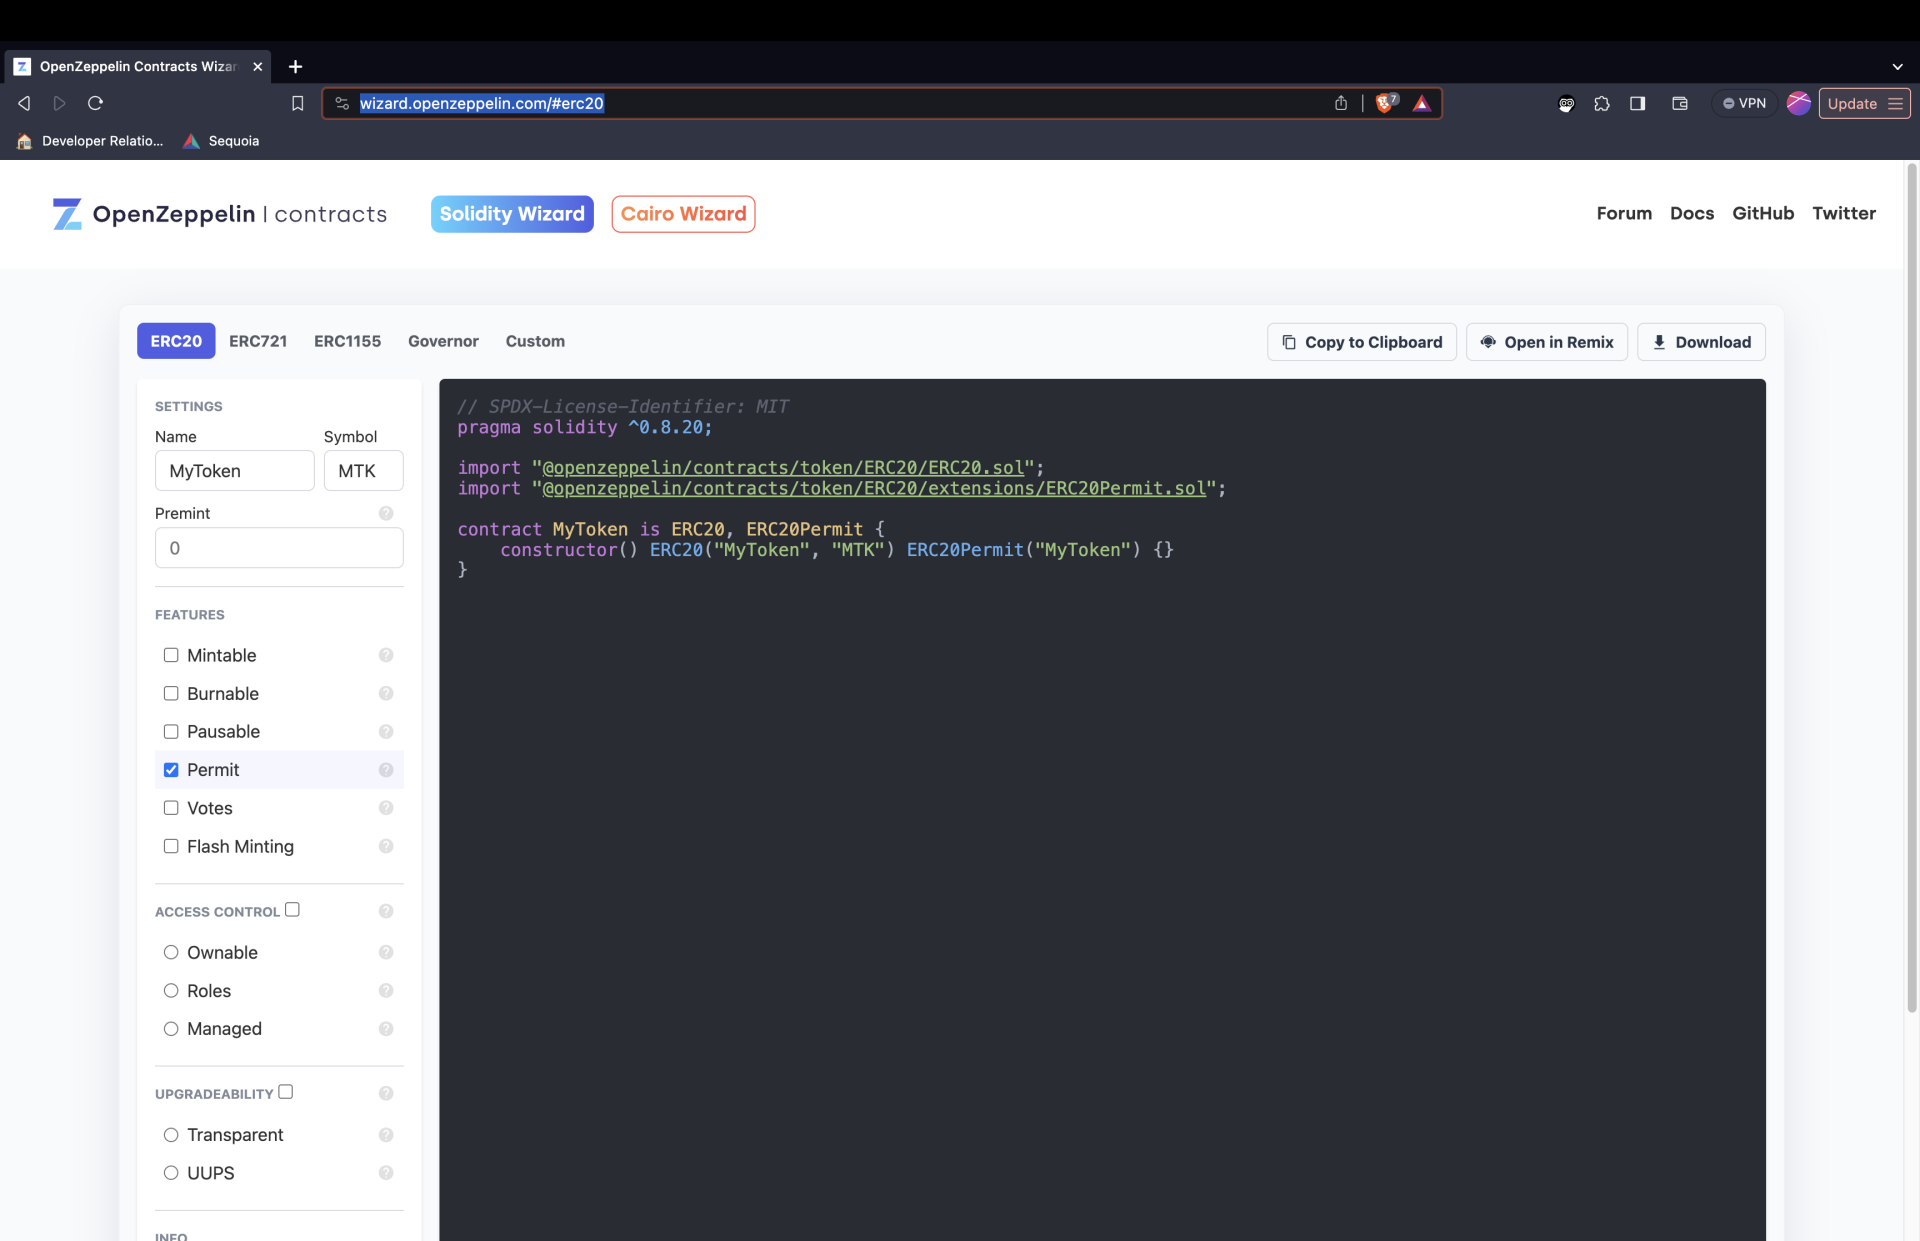 OpenZeppelin Contracts Wizar
wizard.openzeppelin.com/#erc20
7
VPN
Update
Developer Relatio...
Sequoia
OpenZeppelin | contracts
Solidity Wizard
Cairo Wizard
Forum
Docs
GitHub
Twitter
ERC20
ERC721
ERC1155
Governor
Custom
Copy to Clipboard
Open in Remix
Download
SETTINGS
Name
Symbol
MyToken
MTK
Premint
?
0
FEATURES
Mintable
?
Burnable
?
Pausable
?
Permit
?
Votes
?
Flash Minting
?
ACCESS CONTROL
?
Ownable
?
Roles
?
Managed
?
UPGRADEABILITY
?
Transparent
?
UUPS
?
INFO
// SPDX-License-Identifier: MIT
pragma solidity ^0.8.20;
import "@openzeppelin/contracts/token/ERC20/ERC20.sol";
import "@openzeppelin/contracts/token/ERC20/extensions/ERC20Permit.sol";
contract MyToken is ERC20, ERC20Permit {
constructor() ERC20("MyToken", "MTK") ERC20Permit("MyToken") {}
}